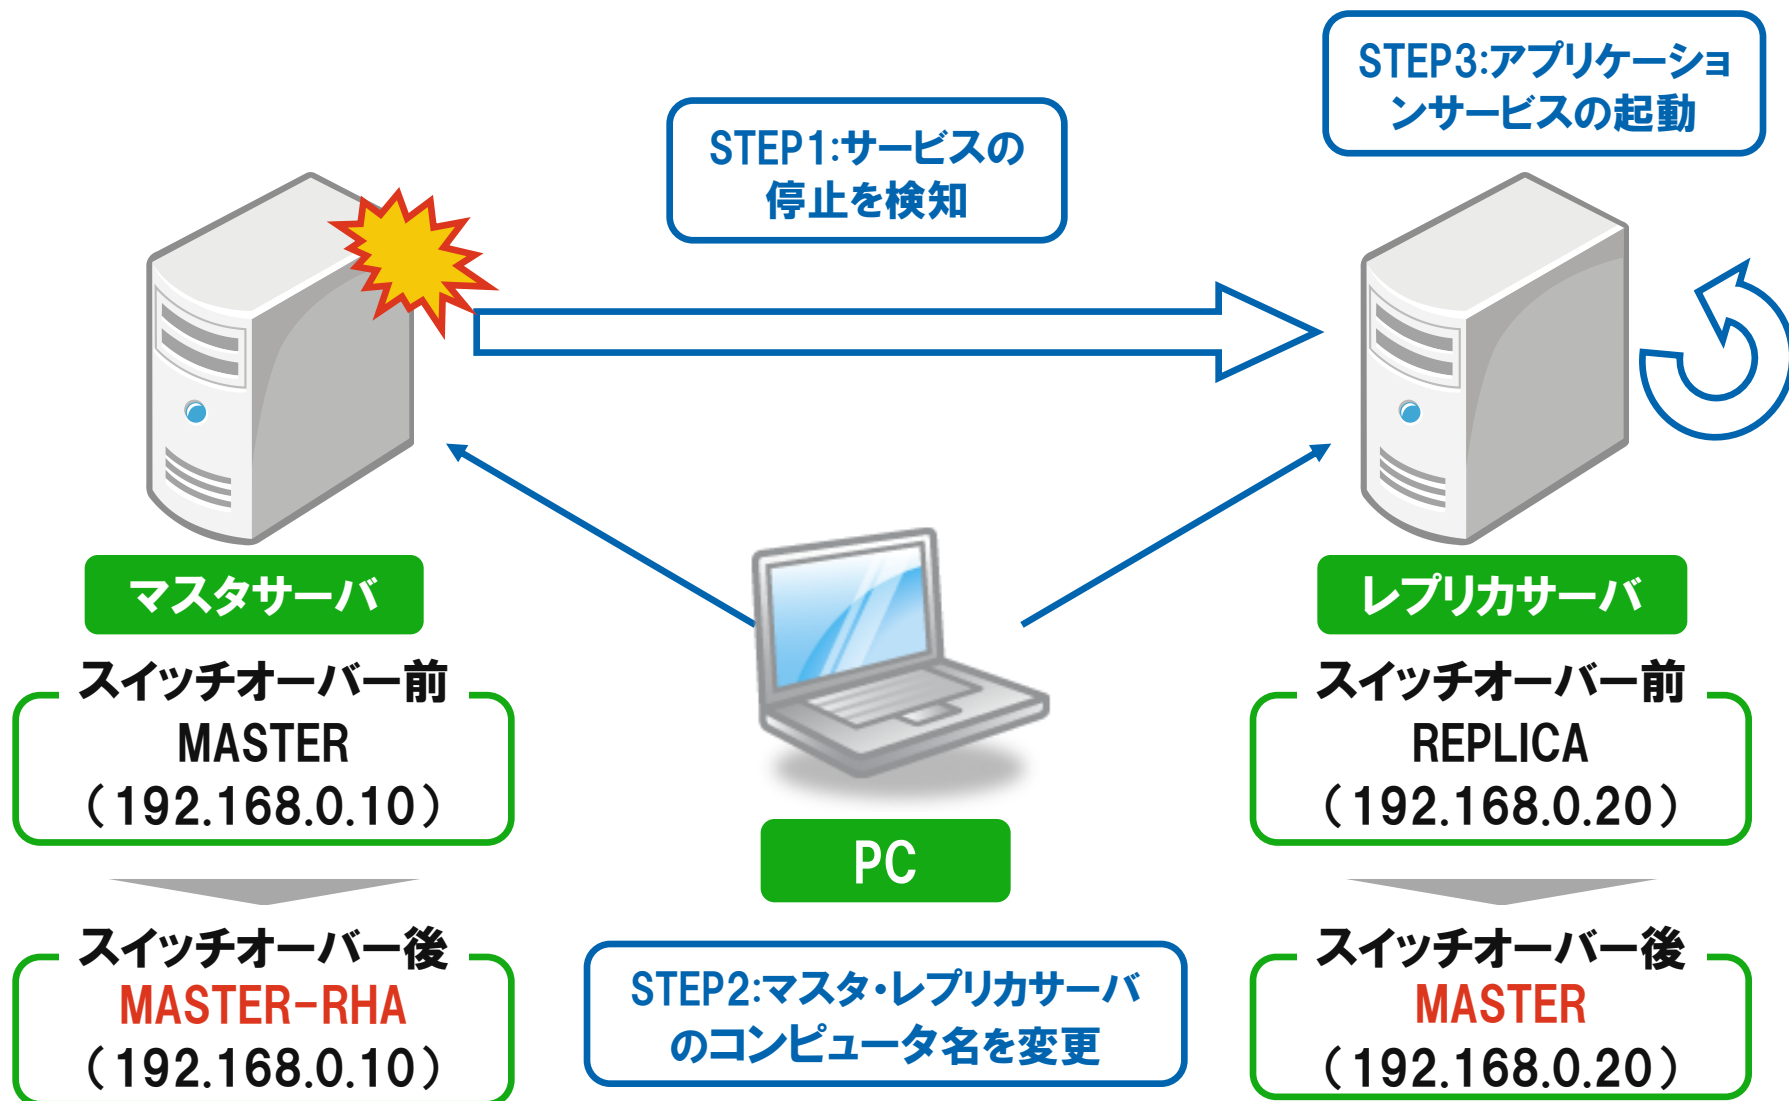 STEP3:アプリケーショ
ンサービスの起動
STEP1:サービスの
停止を検知
マスタサーバ
レプリカサーバ
スイッチオーバー前
MASTER
(192.168.0.10)
スイッチオーバー前
REPLICA
(192.168.0.20)
PC
スイッチオーバー後
MASTER-RHA
(192.168.0.10)
STEP2:マスタ・レプリカサーバ
のコンピュータ名を変更
スイッチオーバー後
MASTER
(192.168.0.20)